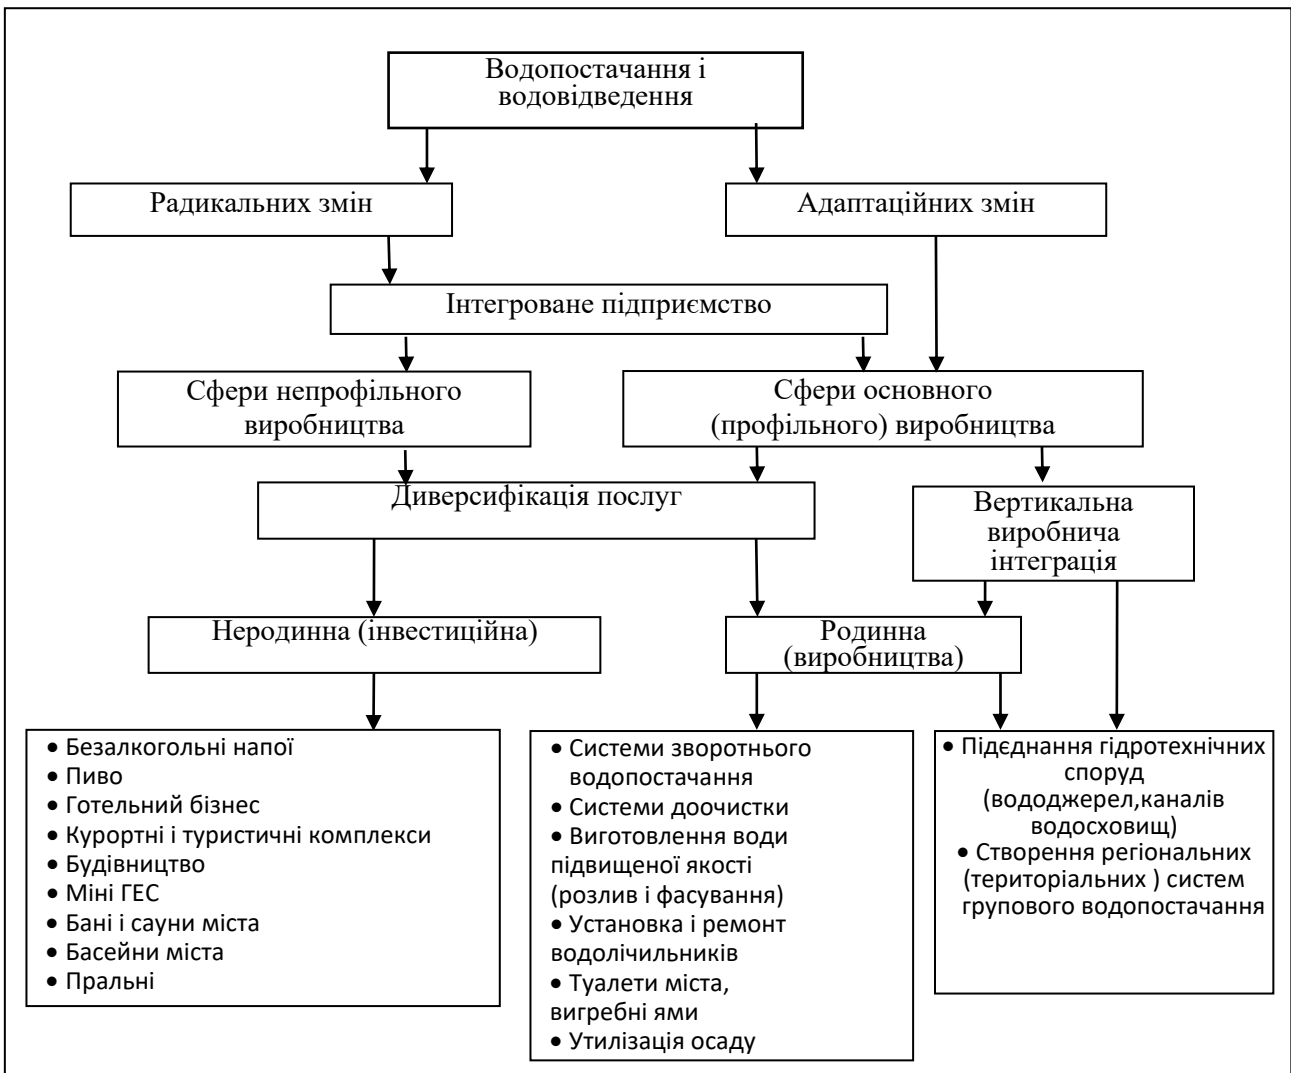 Водопостачання і
водовідведення
Радикальних змін
Адаптаційних змін
Інтегроване підприємство
Сфери непрофільного
виробництва
Сфери основного
(профільного) виробництва
Диверсифікація послуг
Вертикальна
виробнича
інтеграція
Неродинна (інвестиційна)
Родинна
(виробництва)
• Безалкогольні напої
• Пиво
• Готельний бізнес
• Курортні і туристичні комплекси
• Будівництво
• Міні ГЕС
• Бані і сауни міста
• Басейни міста
• Пральні
• Системи зворотнього
водопостачання
• Системи доочистки
• Виготовлення води
підвищеної якості
(розлив і фасування)
• Установка і ремонт
водолічильників
• Туалети міста,
вигребні ями
• Утилізація осаду
• Підєднання гідротехнічних
споруд
(вододжерел,каналів
водосховищ)
• Створення регіональних
(територіальних ) систем
групового водопостачання